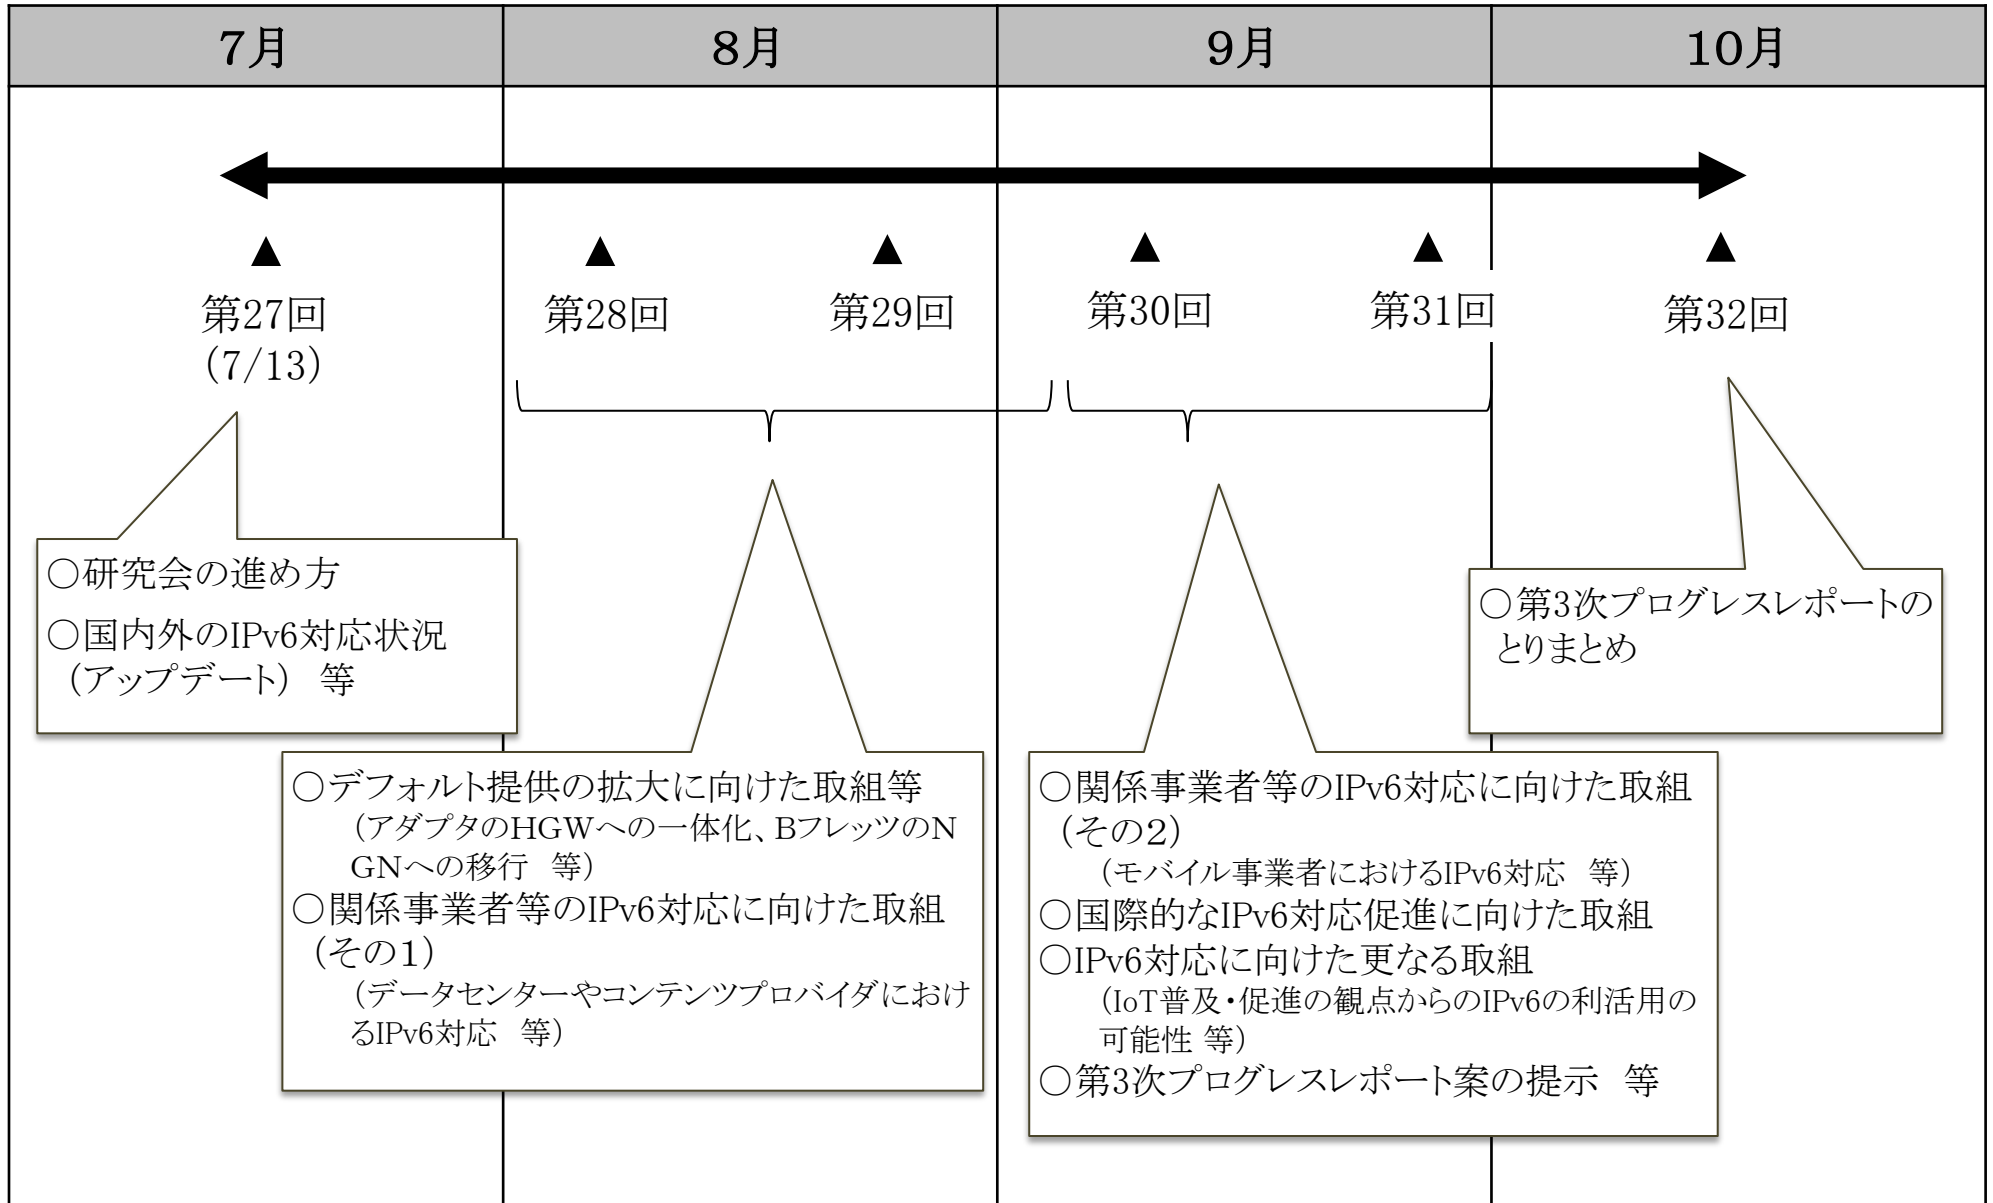 7月
8月
9月
10月
▲
▲
▲
▲
▲
▲
第27回
(7/13)
第28回
第29回
第30回
第31回
第32回
○研究会の進め方
○国内外のIPv6対応状況
(アップデート) 等
○デフォルト提供の拡大に向けた取組等
(アダプタのHGWへの一体化、BフレッツのN
GNへの移行 等)
○関係事業者等のIPv6対応に向けた取組
(その1)
(データセンターやコンテンツプロバイダにおけ
るIPv6対応 等)
○関係事業者等のIPv6対応に向けた取組
(その2)
(モバイル事業者におけるIPv6対応 等)
○国際的なIPv6対応促進に向けた取組
○IPv6対応に向けた更なる取組
(IoT普及・促進の観点からのIPv6の利活用の
可能性 等)
○第3次プログレスレポート案の提示 等
○第3次プログレスレポートの
とりまとめ